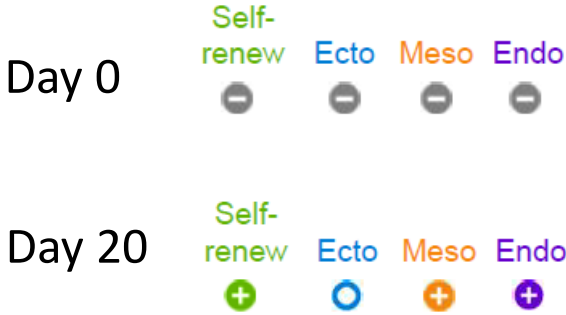 Self-
renew Ecto Meso Endo
Day 0
Self-
renew Ecto Meso Endo
Day 20